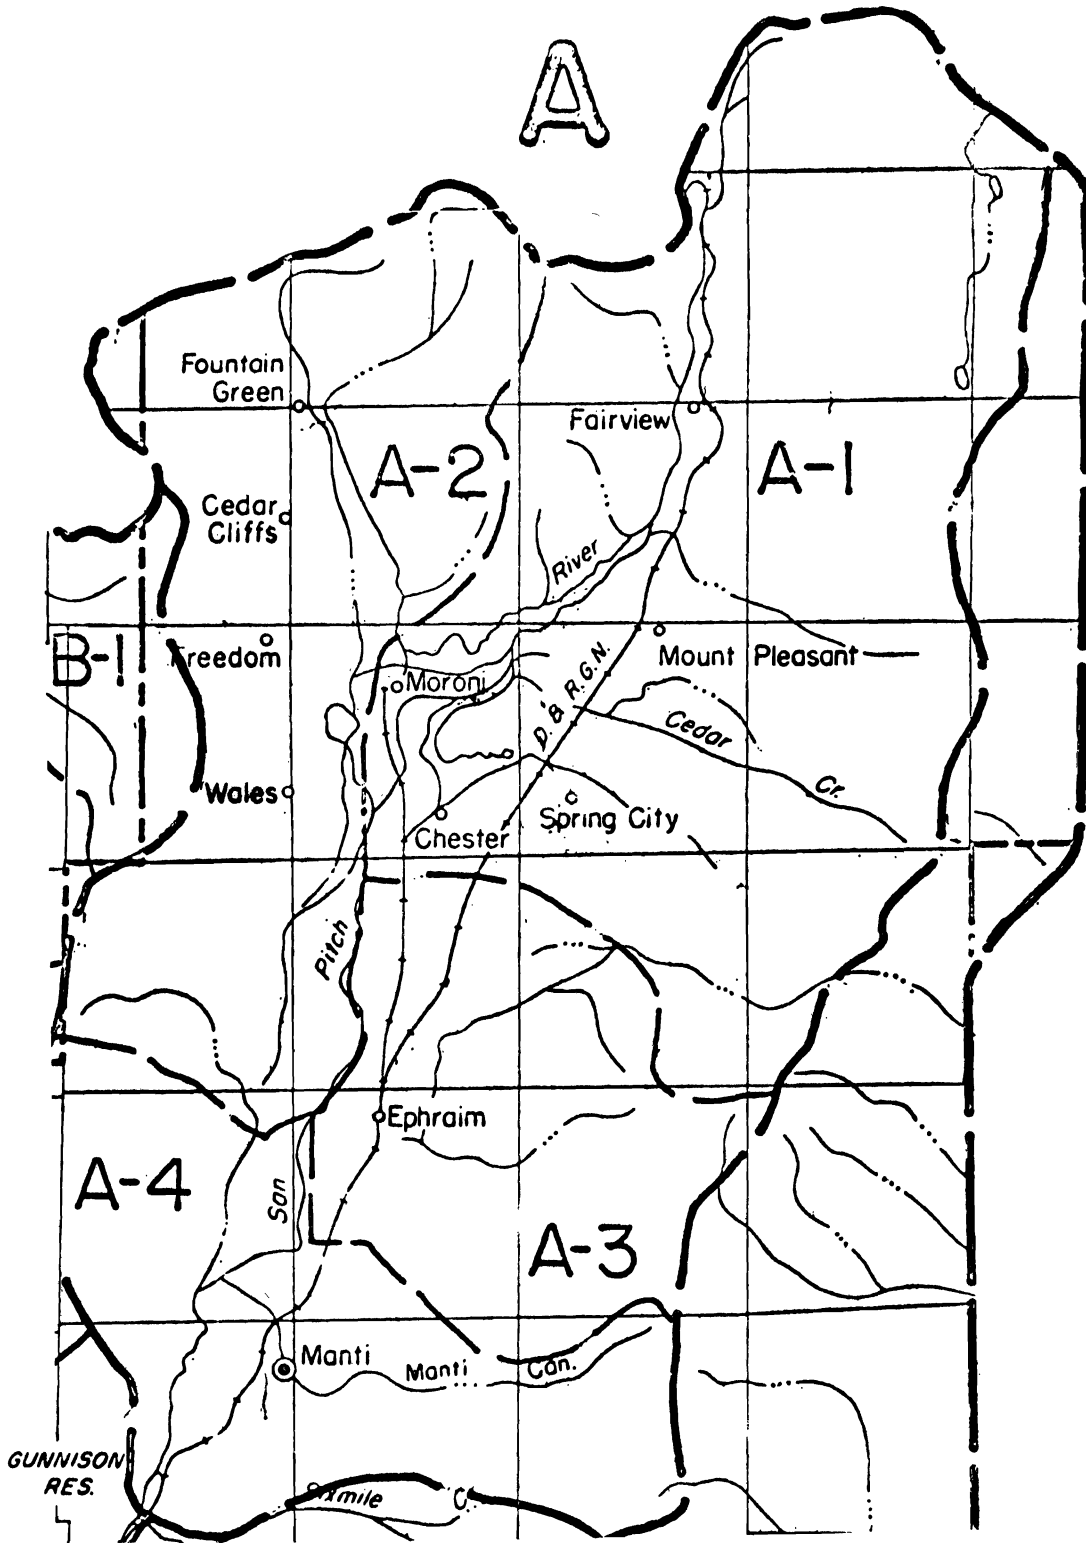 A
Fountain
Green
Fairview
A-2
A-1
Cedar
Cliffs
River
B-1
Freedom
Mount Pleasant
Moroni
D. & R.G.N.
Cedar
Cr.
Wales
Chester
Spring City
Pitch
Ephraim
A-4
San
A-3
Manti
Manti Can.
GUNNISON
RES.